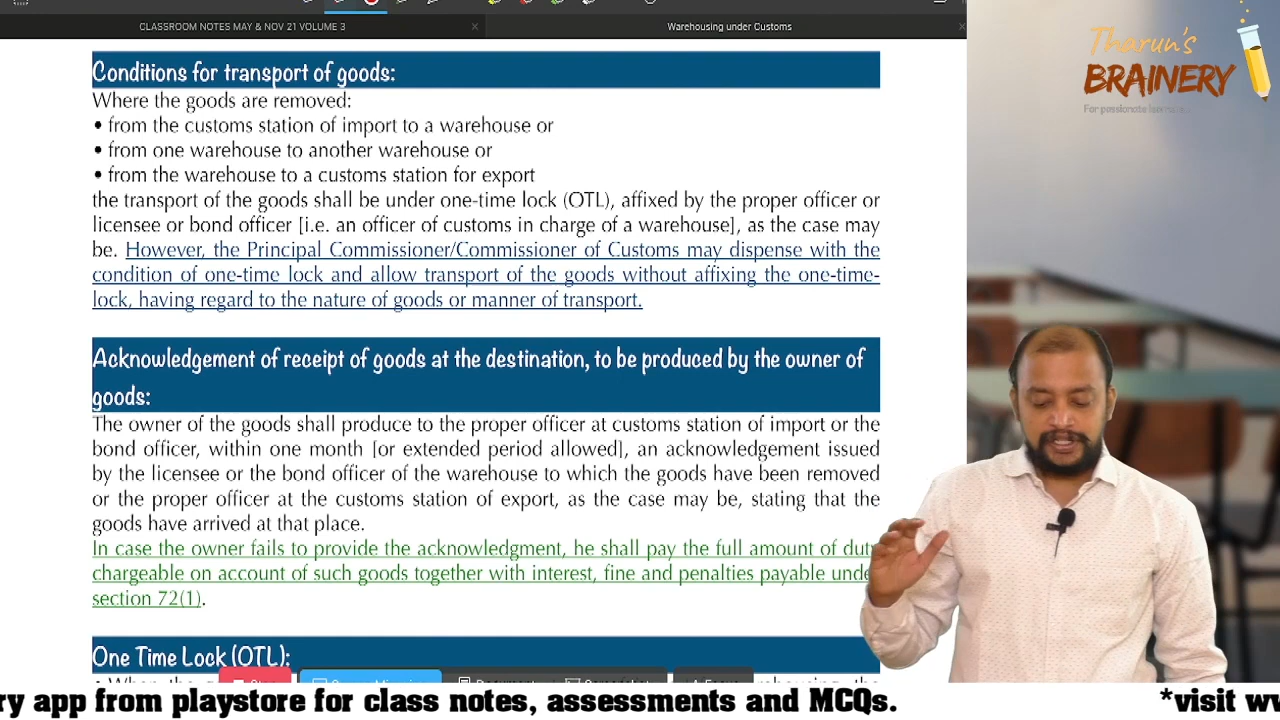 CLASSROOM NOTES MAY & NOV 21 VOLUME 3
Warehousing under Customs
Tharun's
BRAINERY
For passionate
Conditions for transport of goods:
Where the goods are removed:
• from the customs station of import to a warehouse or
• from one warehouse to another warehouse or
• from the warehouse to a customs station for export
the transport of the goods shall be under one-time lock (OTL), affixed by the proper officer or
licensee or bond officer [i.e. an officer of customs in charge of a warehouse], as the case may
be. However, the Principal Commissioner/Commissioner of Customs may dispense with the
condition of one-time lock and allow transport of the goods without affixing the one-time-
lock, having regard to the nature of goods or manner of transport.
Acknowledgement of receipt of goods at the destination, to be produced by the owner of
goods:
The owner of the goods shall produce to the proper officer at customs station of import or the
bond officer, within one month [or extended period allowed], an acknowledgement issued
by the licensee or the bond officer of the warehouse to which the goods have been removed
or the proper officer at the customs station of export, as the case may be, stating that the
goods have arrived at that place.
In case the owner fails to provide the acknowledgment, he shall pay the full amount of duty
chargeable on account of such goods together with interest, fine and penalties payable unde
section 72(1).
One Time Lock (OTL):
ry app from playstore for class notes, assessments and MCQs.
*visit